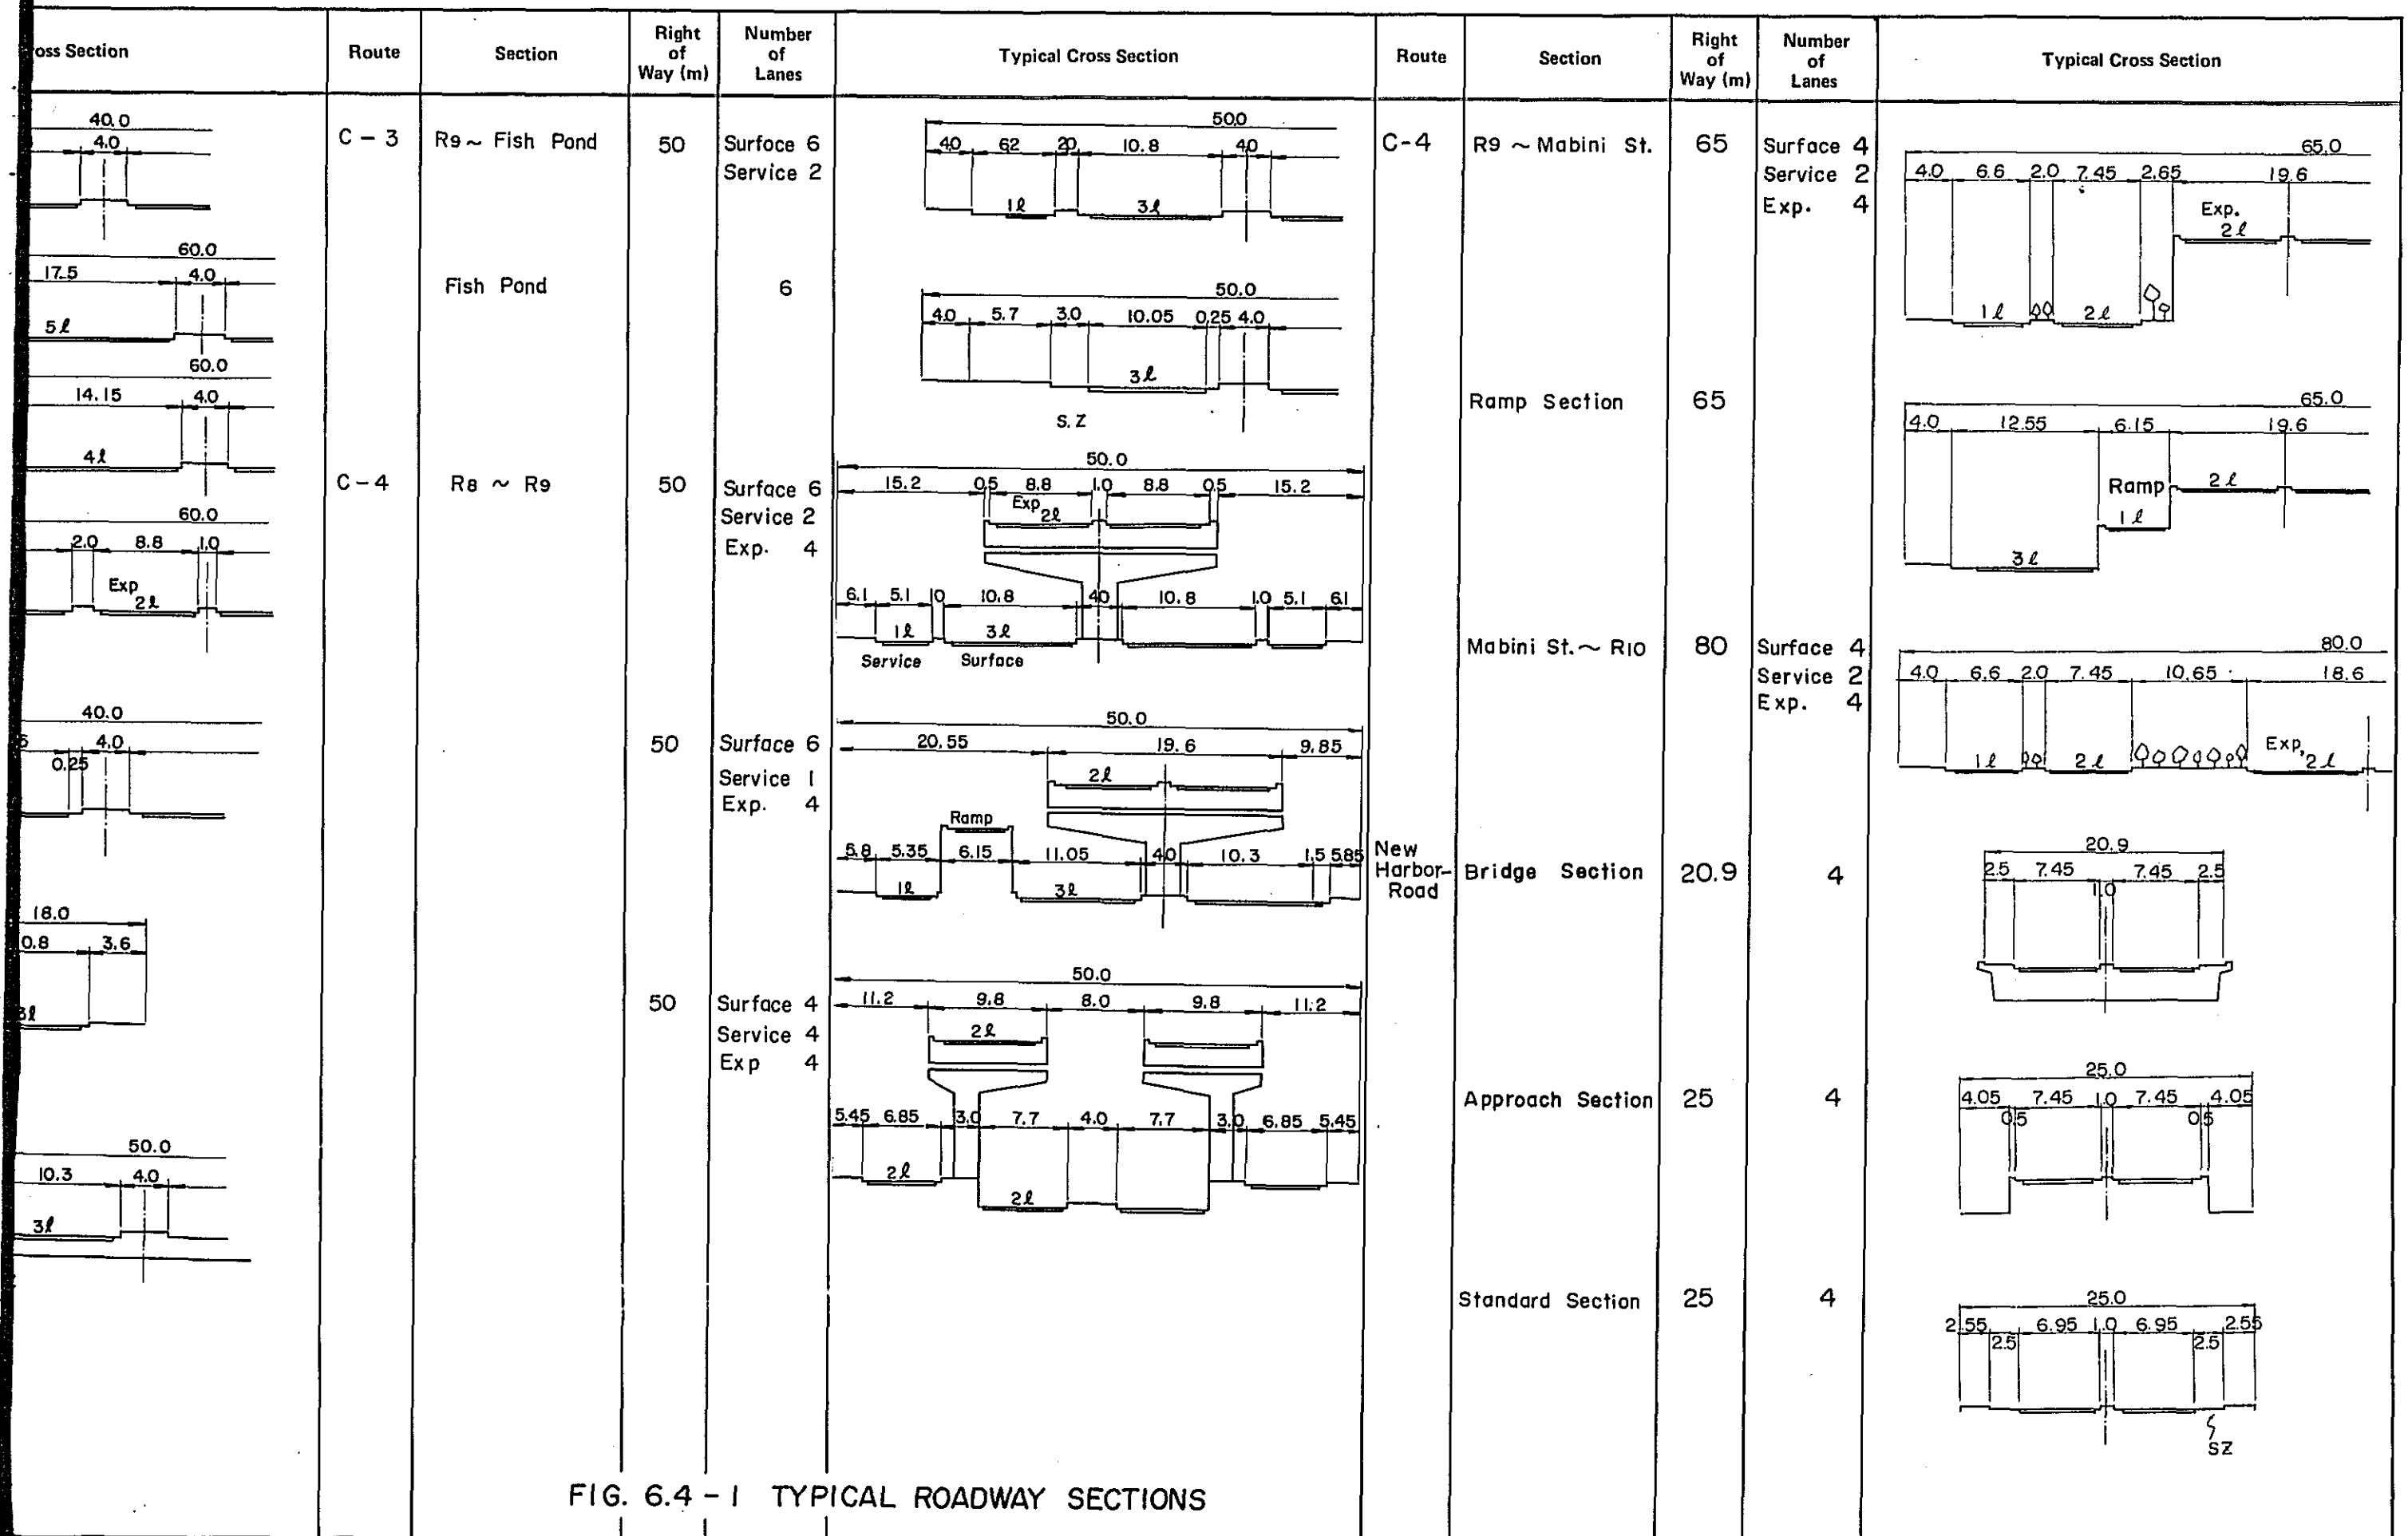 oss Section
Route
Section
Right
of
Way (m)
Number
of
Lanes
Typical Cross Section
Route
Section
Right
of
Way (m)
Number
of
Lanes
Typical Cross Section
40.0
4.0
60.0
17.5 4.0
5ℓ
60.0
14.15 4.0
4ℓ
60.0
2.0 8.8 1.0
Exp
2ℓ
40.0
4.0
0.25
18.0
0.8 3.6
3ℓ
50.0
10.3 4.0
3ℓ
C - 3 R9 ~ Fish Pond 50 Surface 6
Service 2
50.0
4.0 62 20 10.8 4.0
1ℓ 3ℓ
Fish Pond 6
50.0
4.0 5.7 3.0 10.05 0.25 4.0
3ℓ
S. Z
C - 4 R8 ~ R9 50 Surface 6
Service 2
Exp. 4
50.0
15.2 0.5 8.8 1.0 8.8 0.5 15.2
Exp
2ℓ
6.1 5.1 .0 10.8 40 10.8 1.0 5.1 6.1
1ℓ 3ℓ
Service Surface
50 Surface 6
Service 1
Exp. 4
50.0
20.55 19.6 9.85
2ℓ
Ramp
5.8 5.35 6.15 11.05 40 10.3 1.5 5.85
1ℓ 3ℓ
50 Surface 4
Service 4
Exp 4
50.0
11.2 9.8 8.0 9.8 11.2
2ℓ
5.45 6.85 3.0 7.7 4.0 7.7 3.0 6.85 5.45
2ℓ
2ℓ
C-4 R9 ~ Mabini St. 65 Surface 4
Service 2
Exp. 4
65.0
4.0 6.6 2.0 7.45 2.65 19.6
Exp.
2ℓ
1ℓ 2ℓ
Ramp Section 65
65.0
4.0 12.55 6.15 19.6
Ramp 2ℓ
1ℓ
3ℓ
Mabini St. ~ R10 80 Surface 4
Service 2
Exp. 4
80.0
4.0 6.6 2.0 7.45 10.65 18.6
Exp.
1ℓ 2ℓ 2ℓ
New
Harbor-
Road
Bridge Section 20.9 4
20.9
2.5 7.45 7.45 2.5
1.0
Approach Section 25 4
25.0
4.05 7.45 1.0 7.45 4.05
0.5 0.5
Standard Section 25 4
25.0
2.55 6.95 1.0 6.95 2.55
2.5 2.5
SZ
FIG. 6.4 - 1 TYPICAL ROADWAY SECTIONS